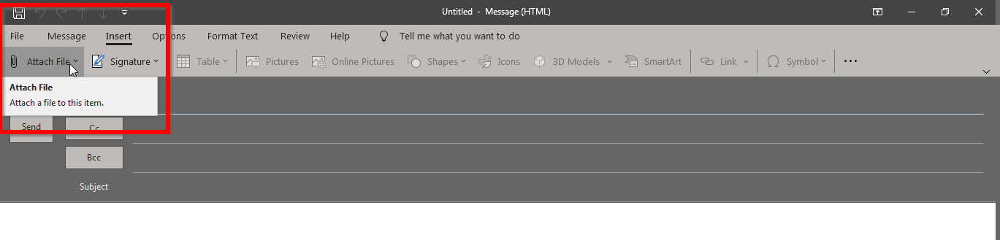 Untitled - Message (HTML)
File Message Insert Options Format Text Review Help Tell me what you want to do
Attach File Signature Table Pictures Online Pictures Shapes Icons 3D Models SmartArt Link Symbol
Attach File
Attach a file to this item.
Send
Cc
Bcc
Subject